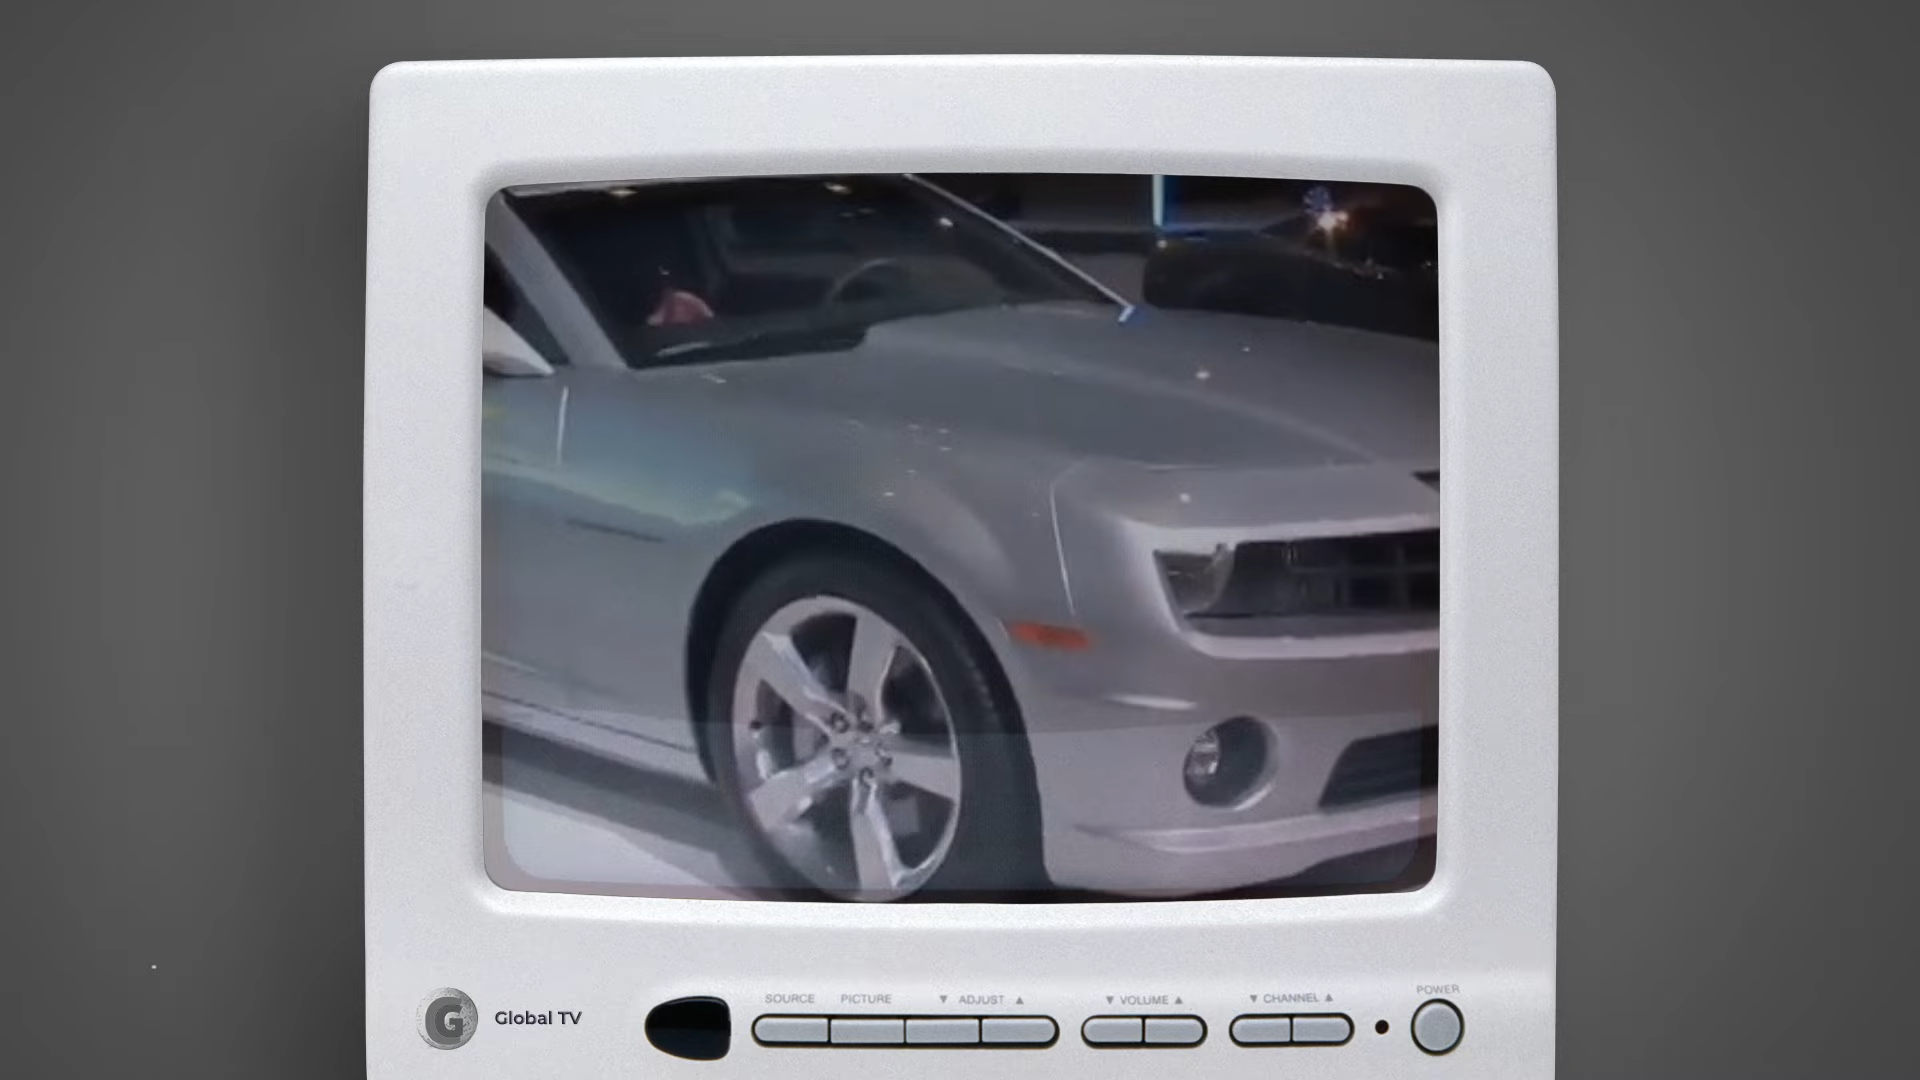 SOURCE PICTURE ▼ ADJUST ▲ ▼ VOLUME ▲ ▼ CHANNEL ▲ POWER
G Global TV